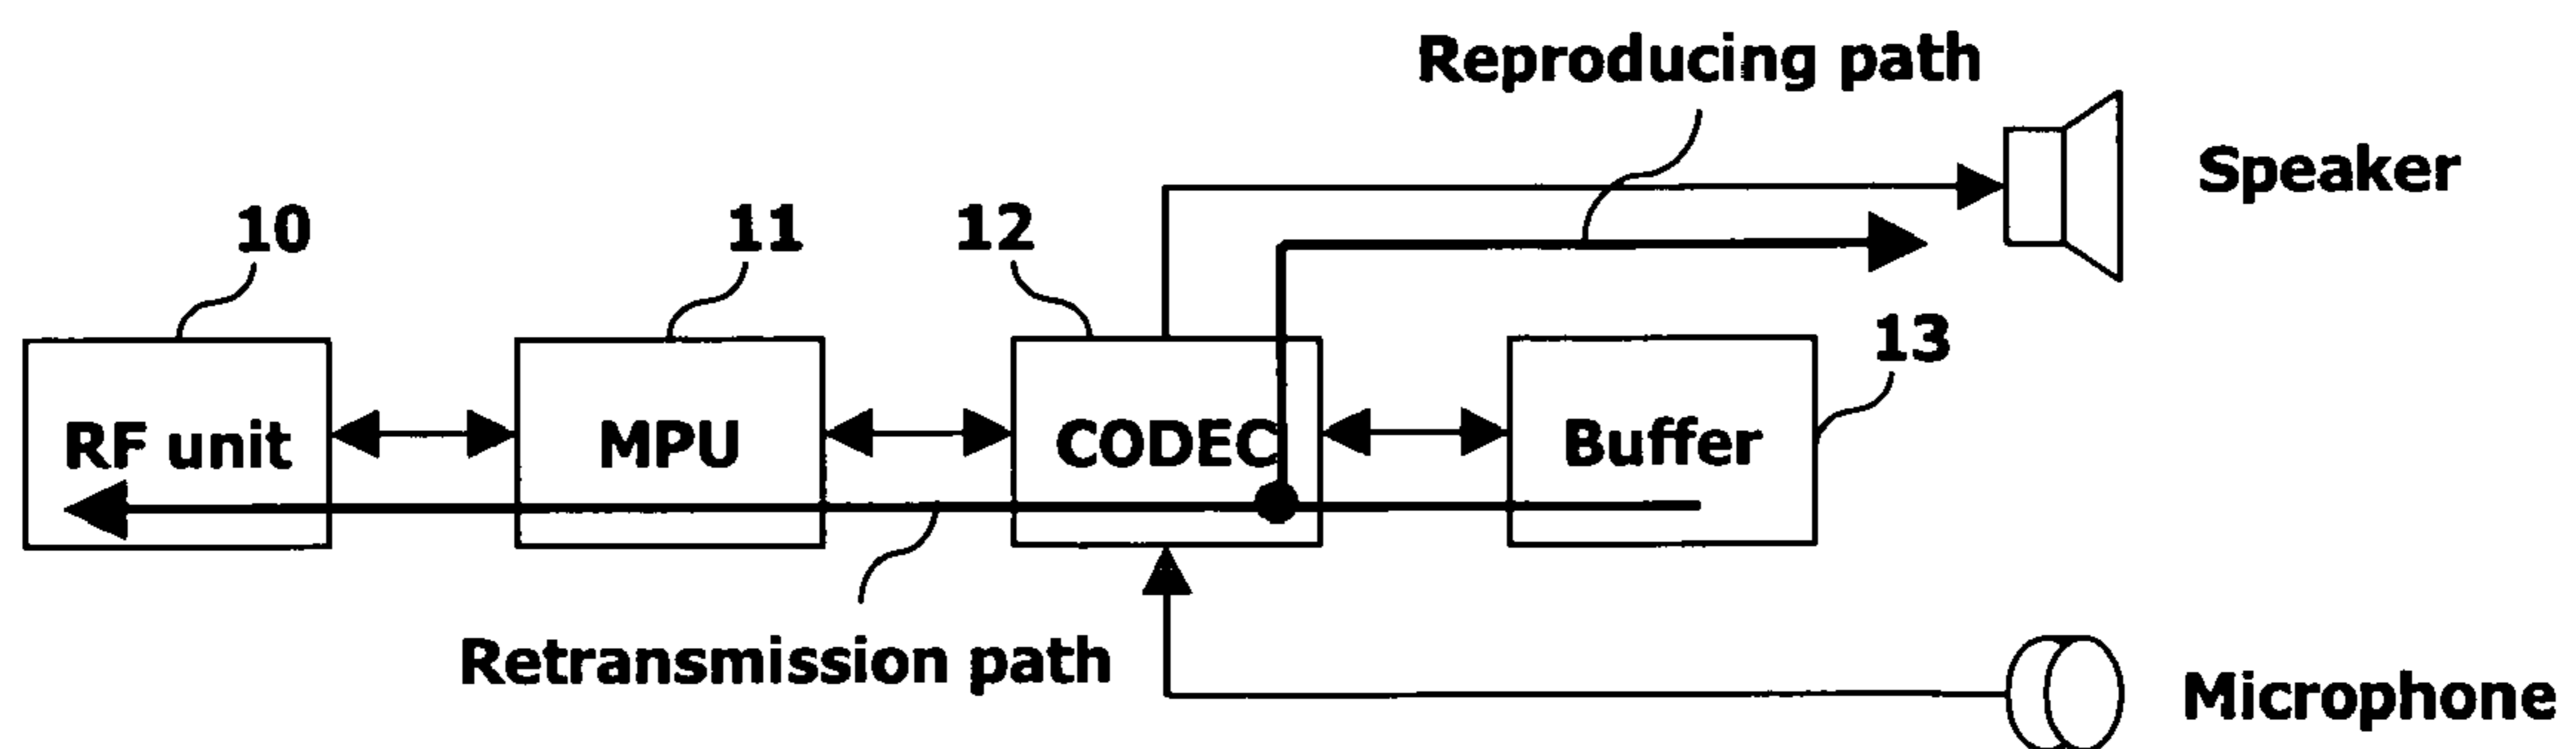 Reproducing path
Speaker
10
11
12
13
RF unit
MPU
CODEC
Buffer
Retransmission path
Microphone